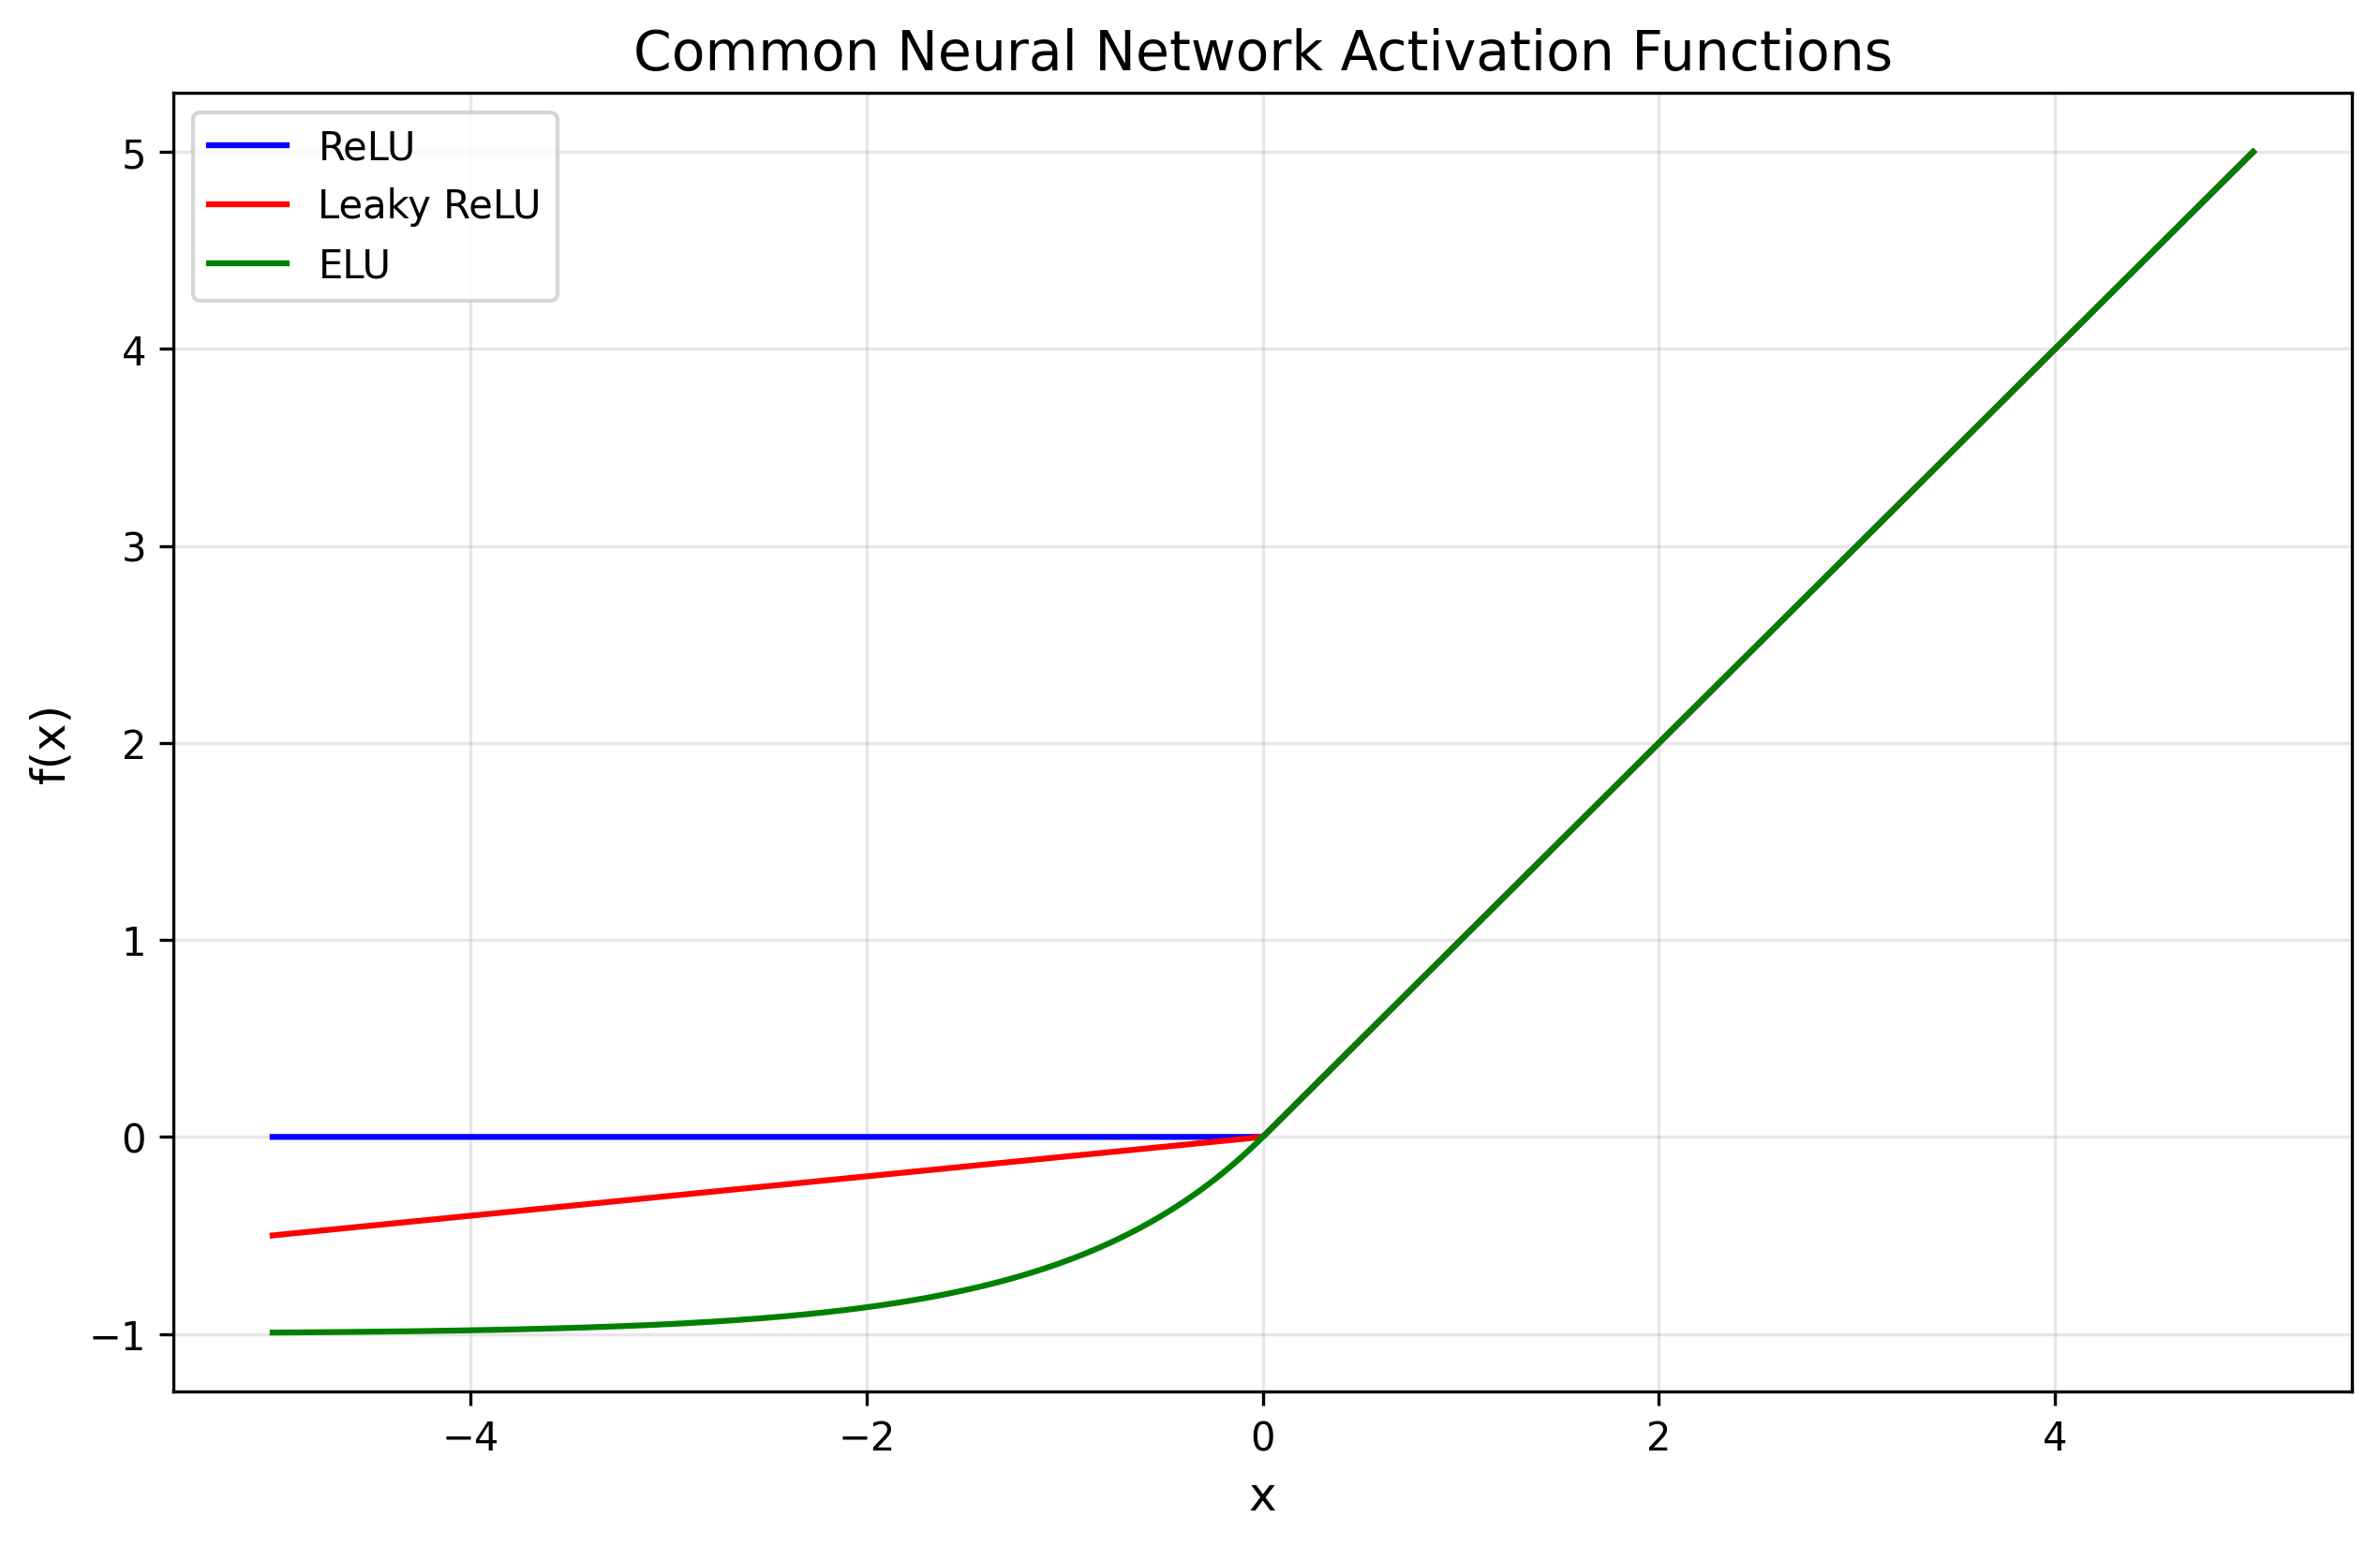 Common Neural Network Activation Functions
ReLU
Leaky ReLU
ELU
5
4
3
2
1
0
−1
f(x)
−4 −2 0 2 4
x